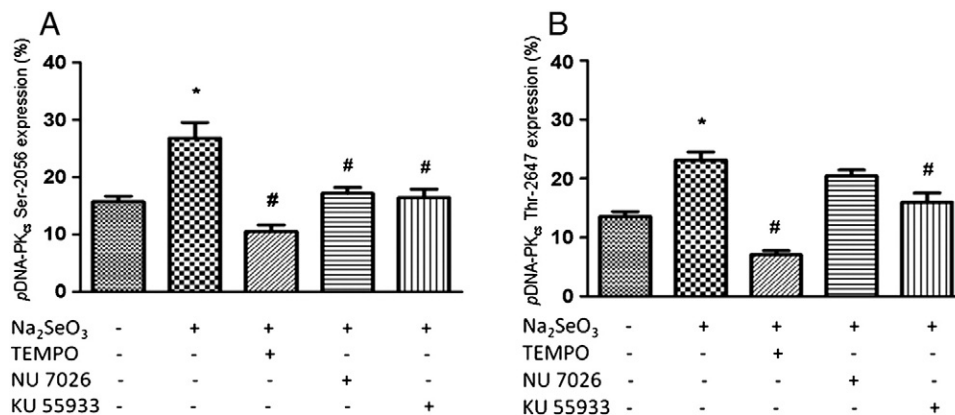 A
B
pDNA-PKcs Ser-2056 expression (%)
40
30
20
10
0
*
#
#
#
pDNA-PKcs Thr-2647 expression (%)
40
30
20
10
0
*
#
#
Na₂SeO₃ - + + + +
TEMPO - - + - -
NU 7026 - - - + -
KU 55933 - - - - +
Na₂SeO₃ - + + + +
TEMPO - - + - -
NU 7026 - - - + -
KU 55933 - - - - +